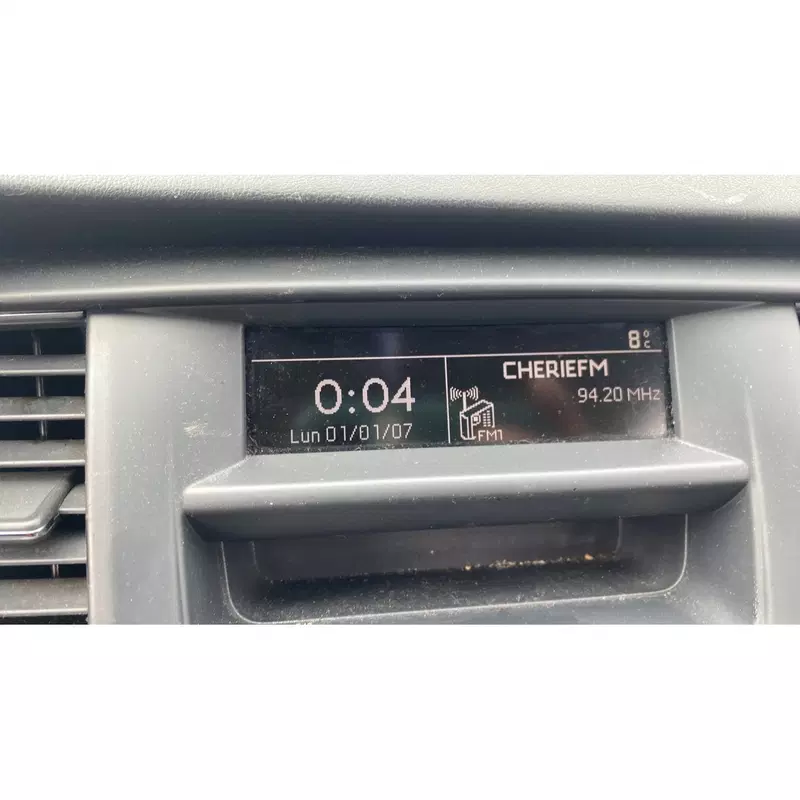 8°C
0:04
Lun 01/01/07
CHERIEFM
94.20 MHz
FM1